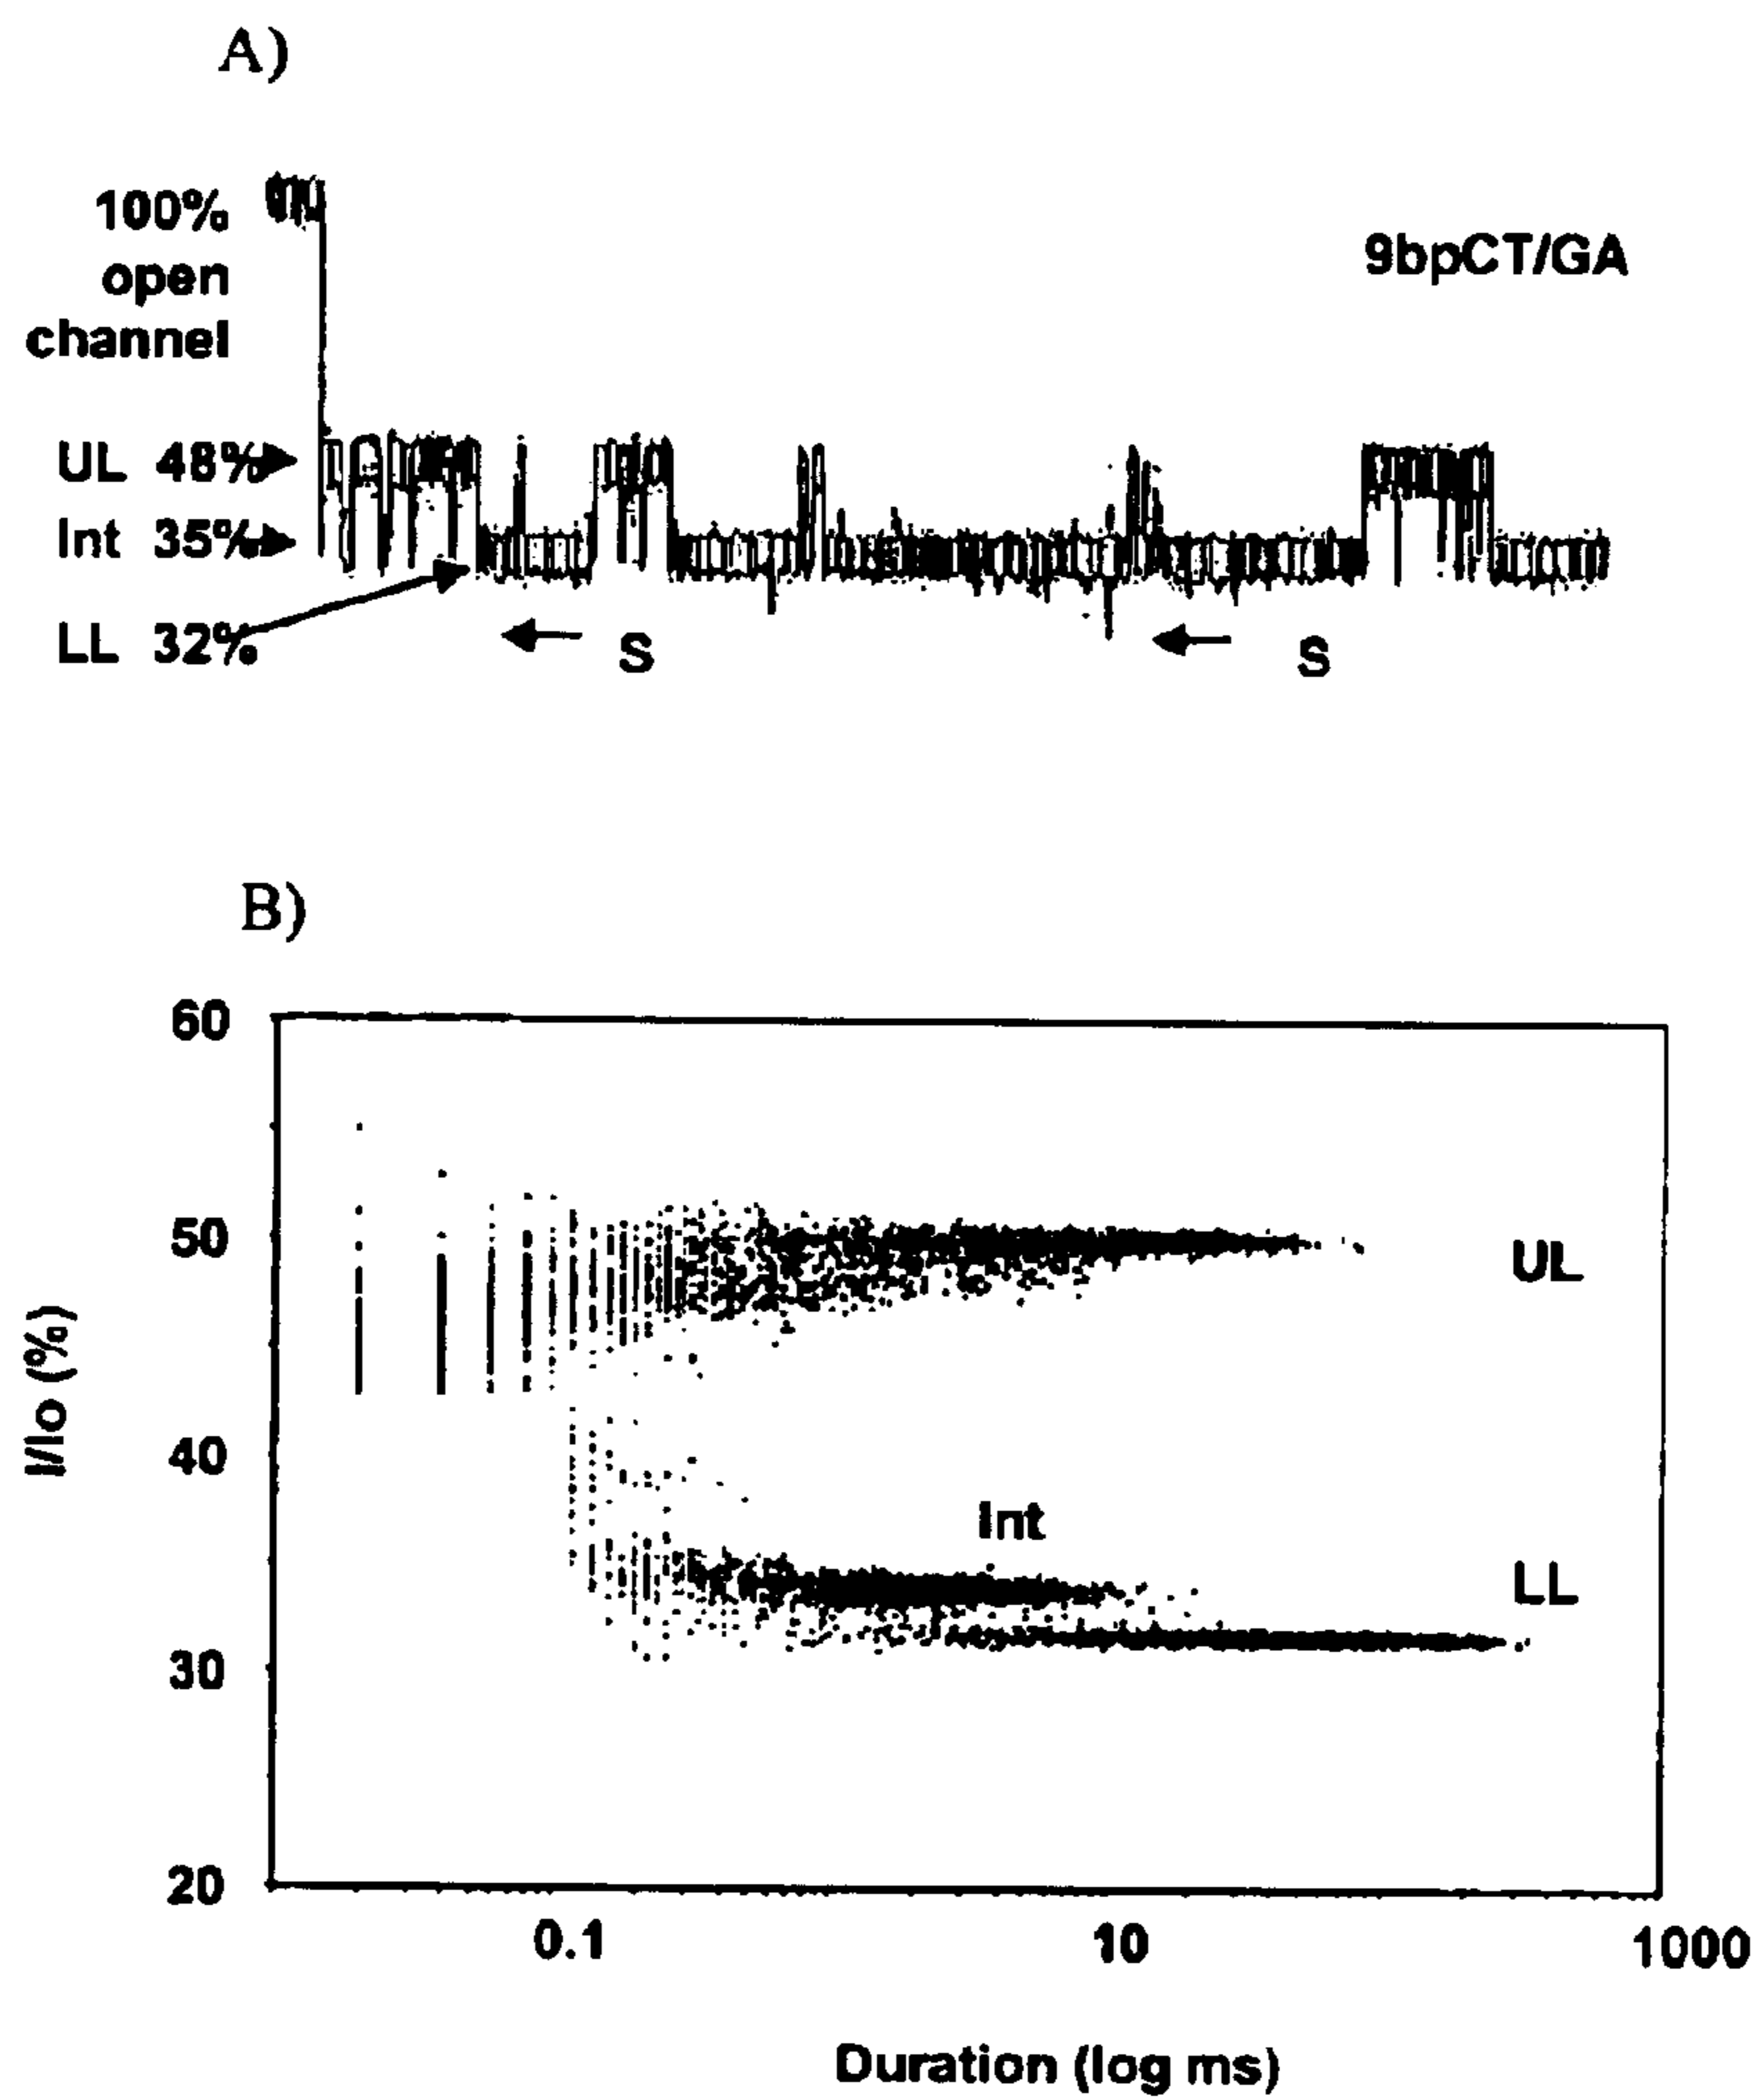 A)
100%
open
channel
9bpCT/GA
UL 48%
Int 35%
LL 32%
S
S
B)
60
50
40
30
20
I/Io (%)
UL
Int
LL
0.1
10
1000
Duration (log ms)